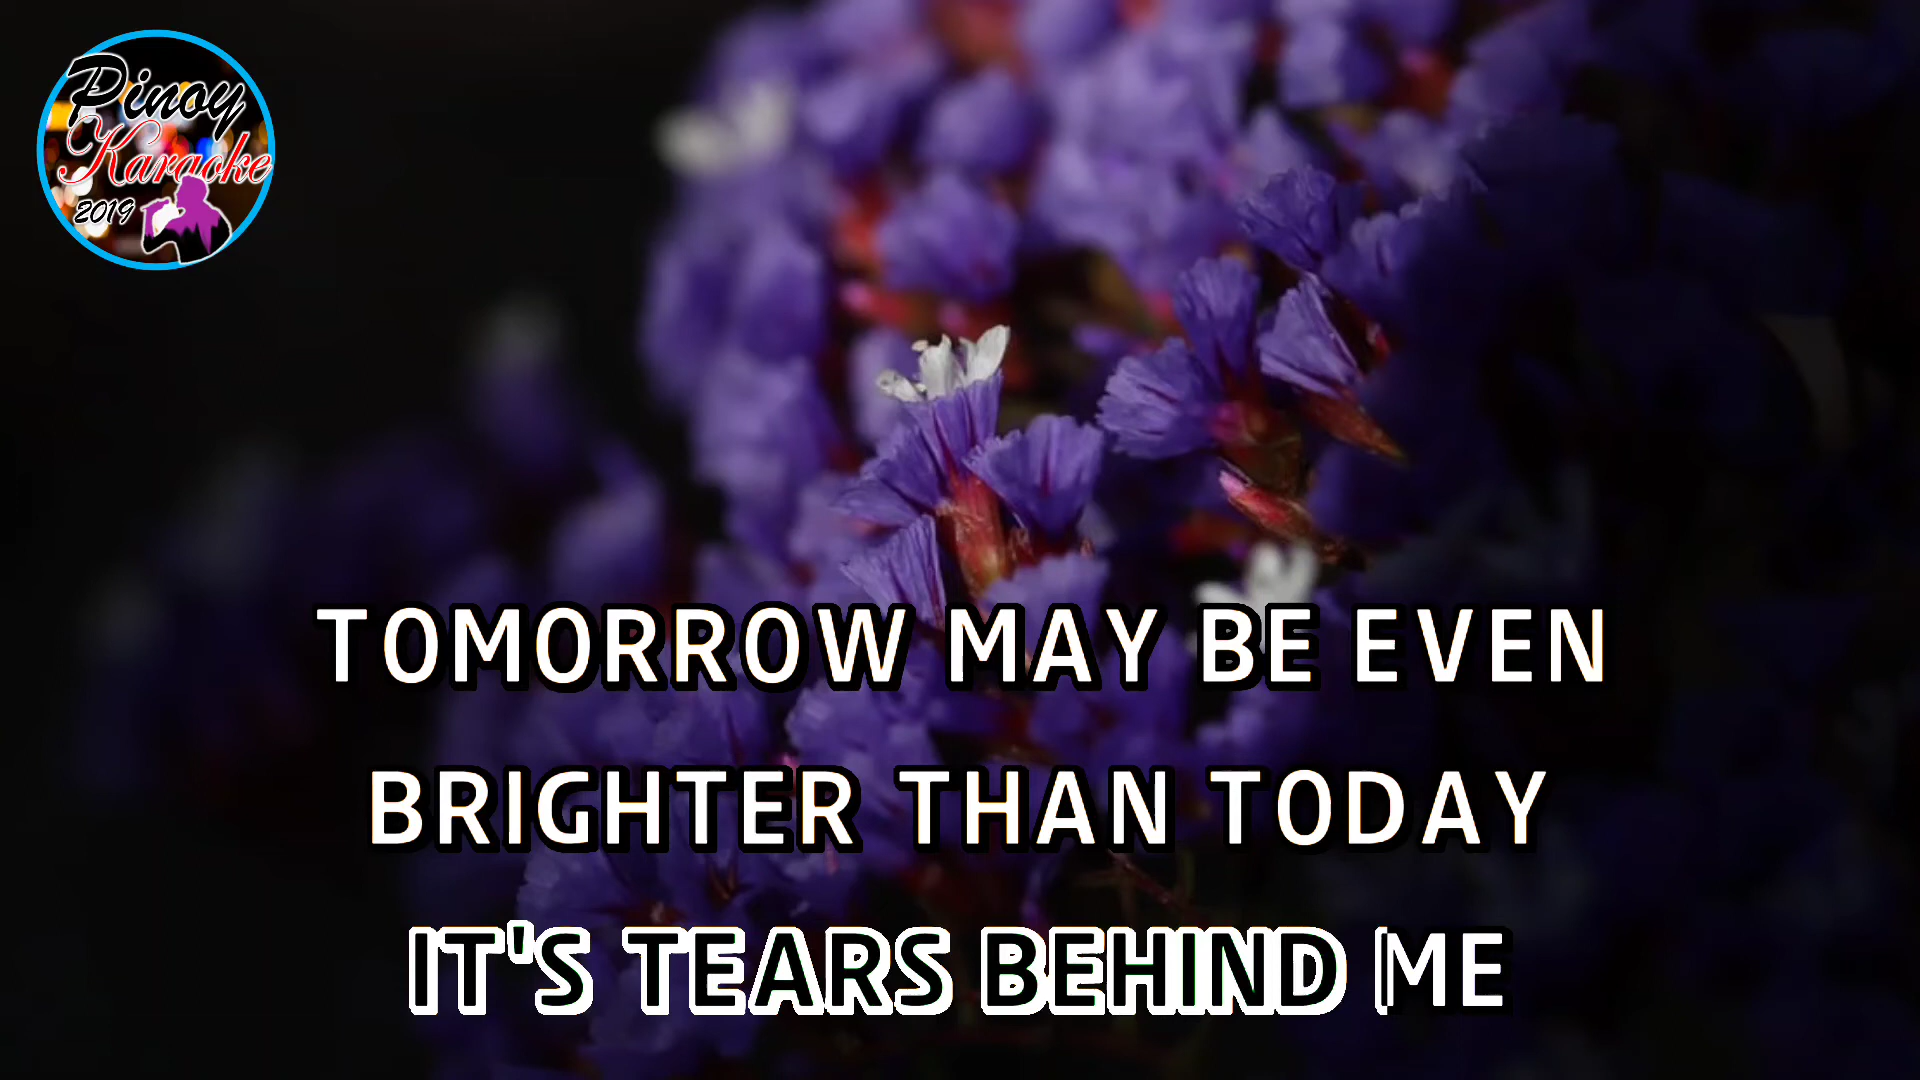 Pinoy
Karaoke
2019
TOMORROW MAY BE EVEN
BRIGHTER THAN TODAY
IT'S TEARS BEHIND ME